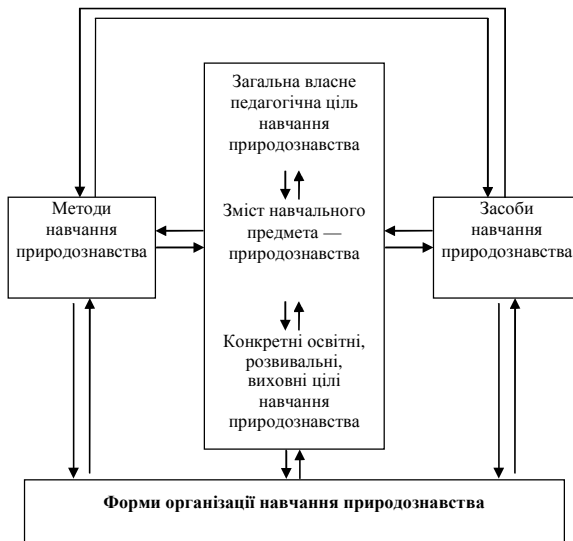 Загальна власне
педагогічна ціль
навчання
природознавства
Методи
навчання
природознавства
Зміст навчального
предмета —
природознавства
Засоби
навчання
природознавства
Конкретні освітні,
розвивальні,
виховні цілі
навчання
природознавства
Форми організації навчання природознавства